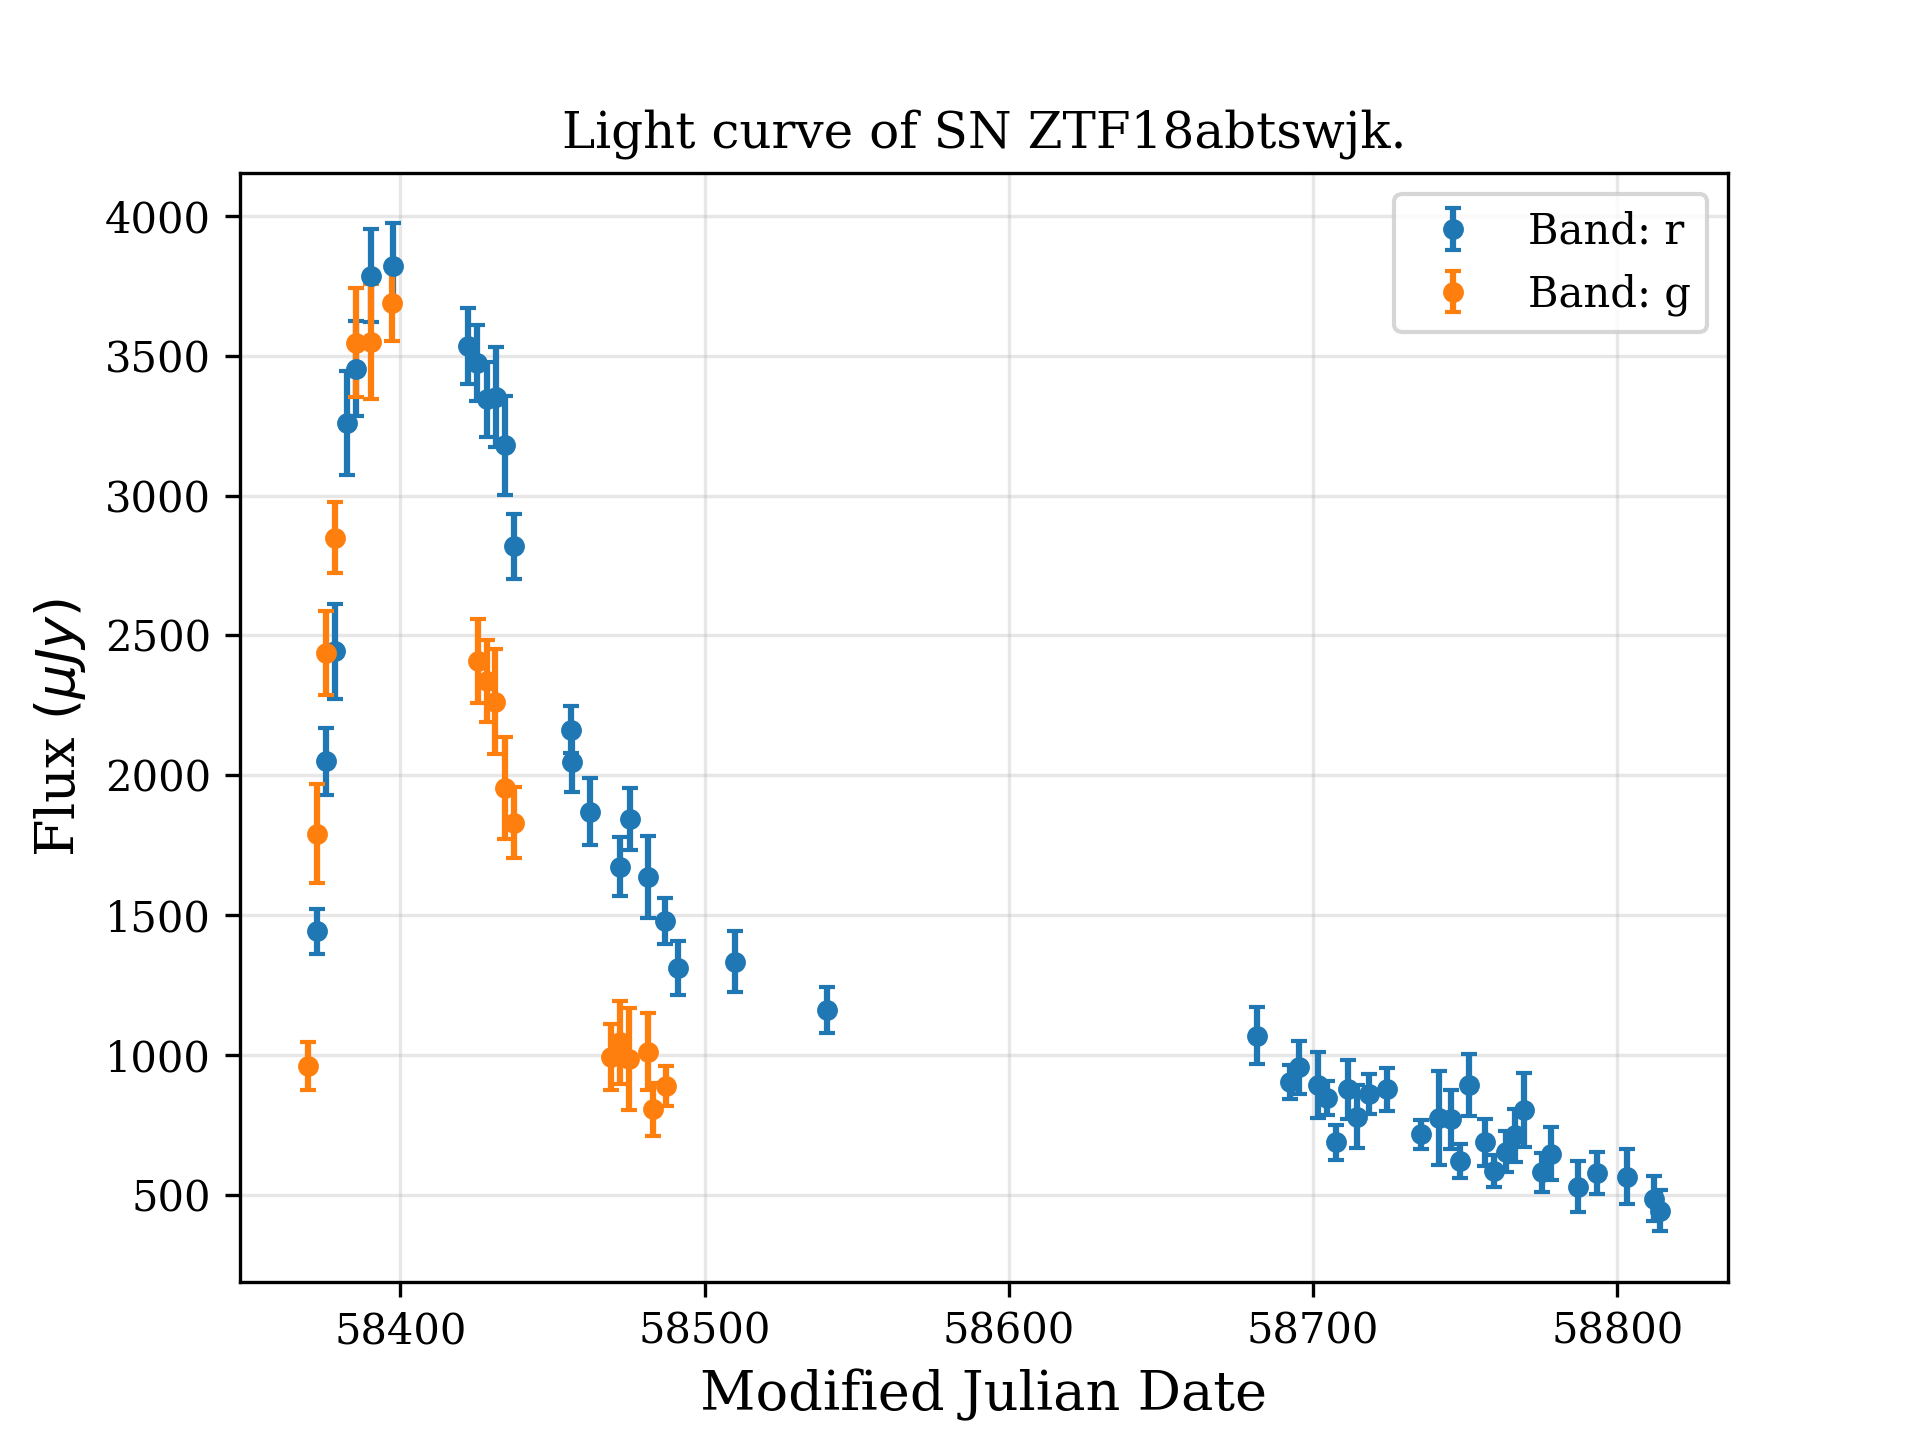 Light curve of SN ZTF18abtswjk.
Band: r
Band: g
4000
3500
3000
2500
2000
1500
1000
500
Flux (μJy)
58400 58500 58600 58700 58800
Modified Julian Date